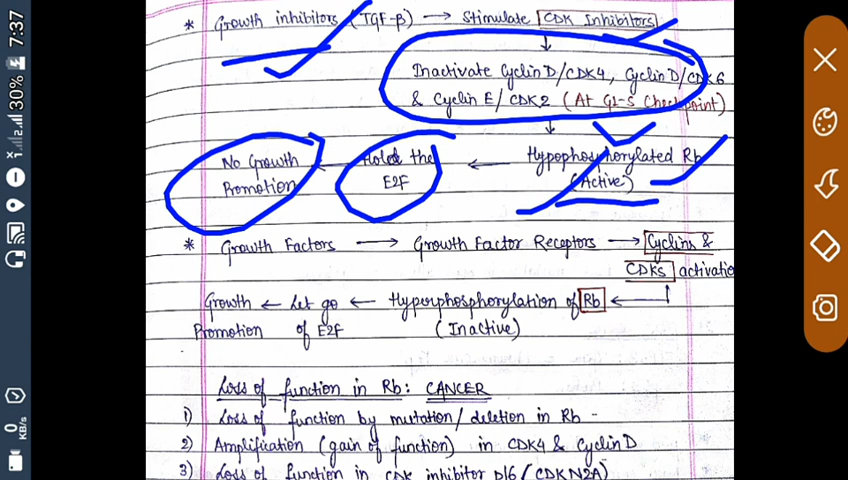 7:37
30%
0
KB/s
* Growth inhibitors (TGF-β) → Stimulate CDK Inhibitors
↓
Inactivate Cyclin D/CDK4, Cyclin D/CDK6
& Cyclin E/CDK2 (At G1-S Checkpoint)
↓
No Growth Promotion ← Holds the E2F ← Hypophosphorylated Rb (Active)
* Growth Factors → Growth Factor Receptors → Cyclins &
CDKs activation
Growth ← Let go ← Hyperphosphorylation of Rb ←
Promotion of E2F (Inactive)
Loss of function in Rb: CANCER
1) Loss of function by mutation/deletion in Rb -
2) Amplification (gain of function) in CDK4 & Cyclin D
3) Loss of function in CDK inhibitor p16 (CDKN2A)